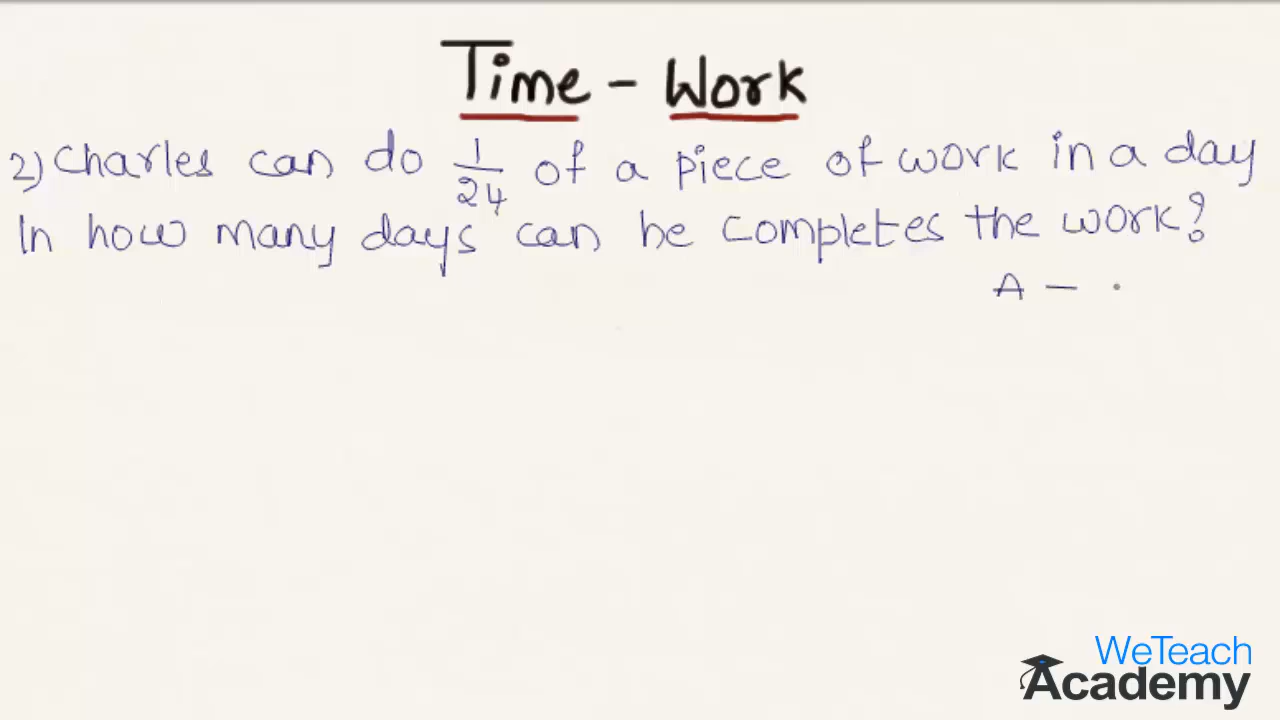 Time - Work
2) Charles can do 1/24 of a piece of work in a day
In how many days can he completes the work?
A —
WeTeach
Academy